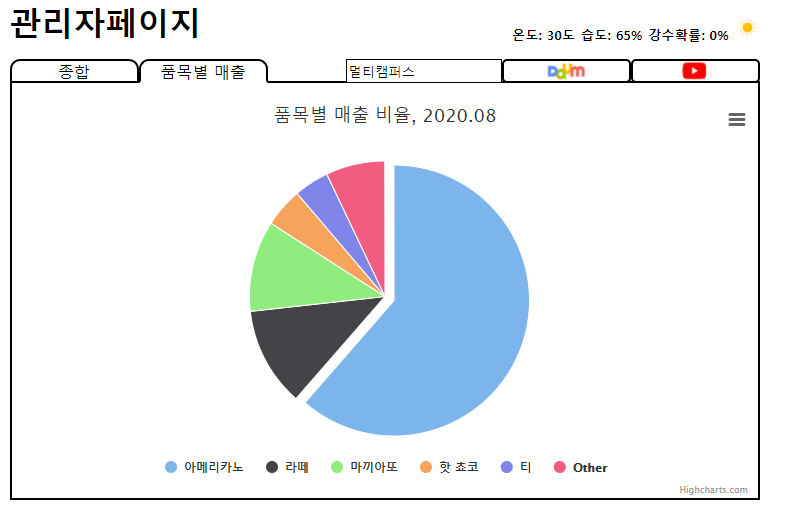 관리자페이지
온도: 30도 습도: 65% 강수확률: 0%
종합 품목별 매출 멀티캠퍼스 Daum
품목별 매출 비율, 2020.08
아메리카노 라떼 마끼아또 핫 쵸코 티 Other
Highcharts.com